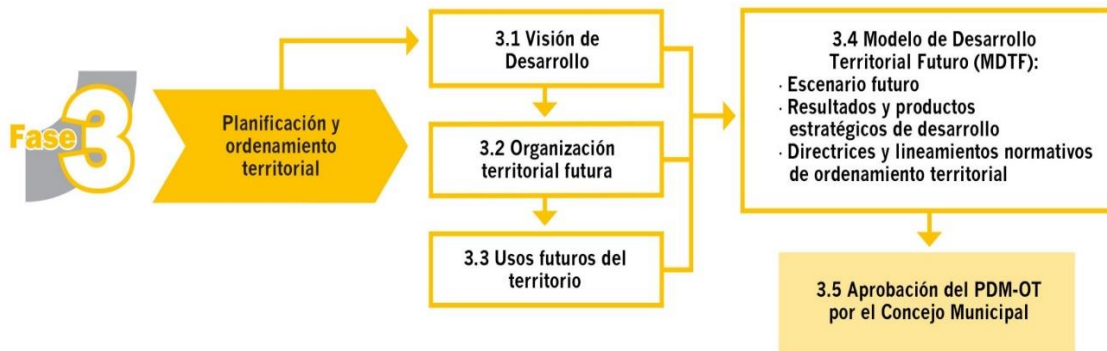 Fase 3
Planificación y
ordenamiento
territorial
3.1 Visión de
Desarrollo
3.2 Organización
territorial futura
3.3 Usos futuros del
territorio
3.4 Modelo de Desarrollo
Territorial Futuro (MDTF):
· Escenario futuro
· Resultados y productos
estratégicos de desarrollo
· Directrices y lineamientos normativos
de ordenamiento territorial
3.5 Aprobación del PDM-OT
por el Concejo Municipal